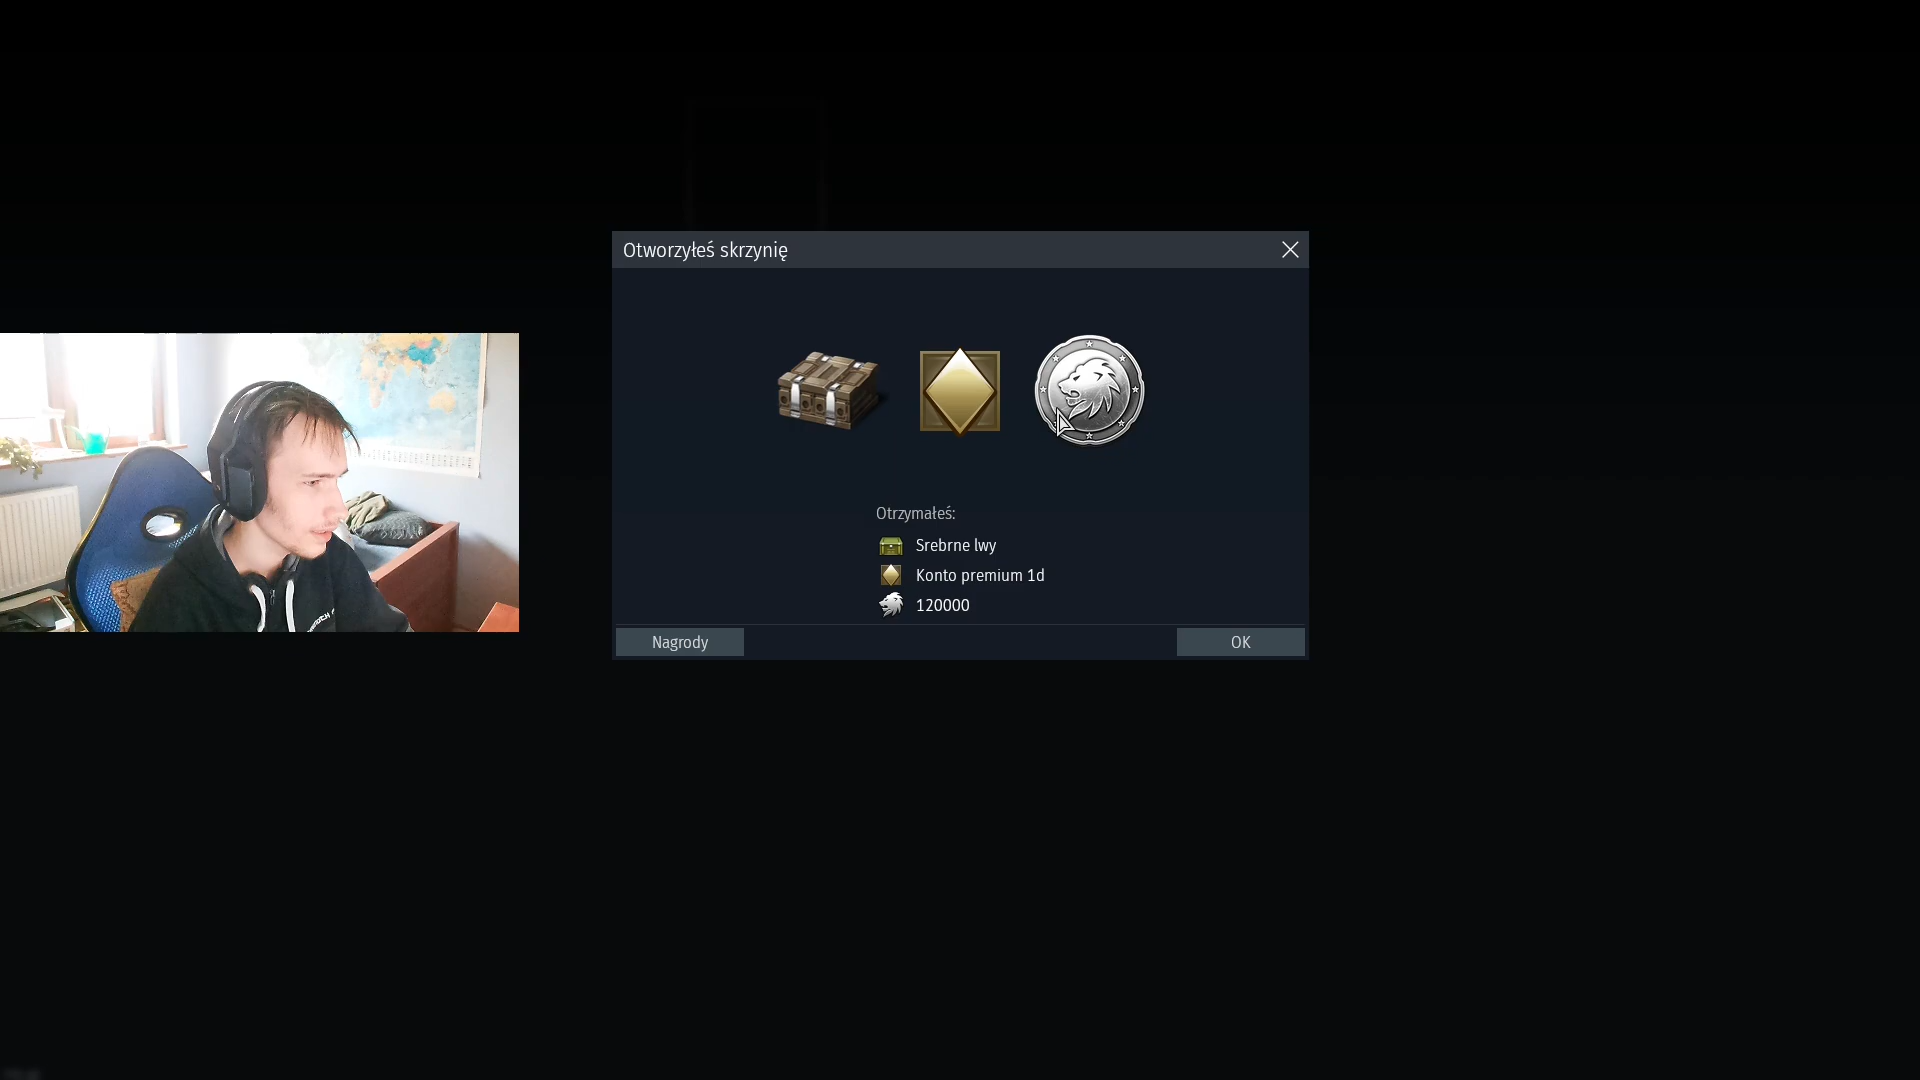 Otworzyłeś skrzynię
Otrzymałeś:
Srebrne lwy
Konto premium 1d
120000
Nagrody
OK